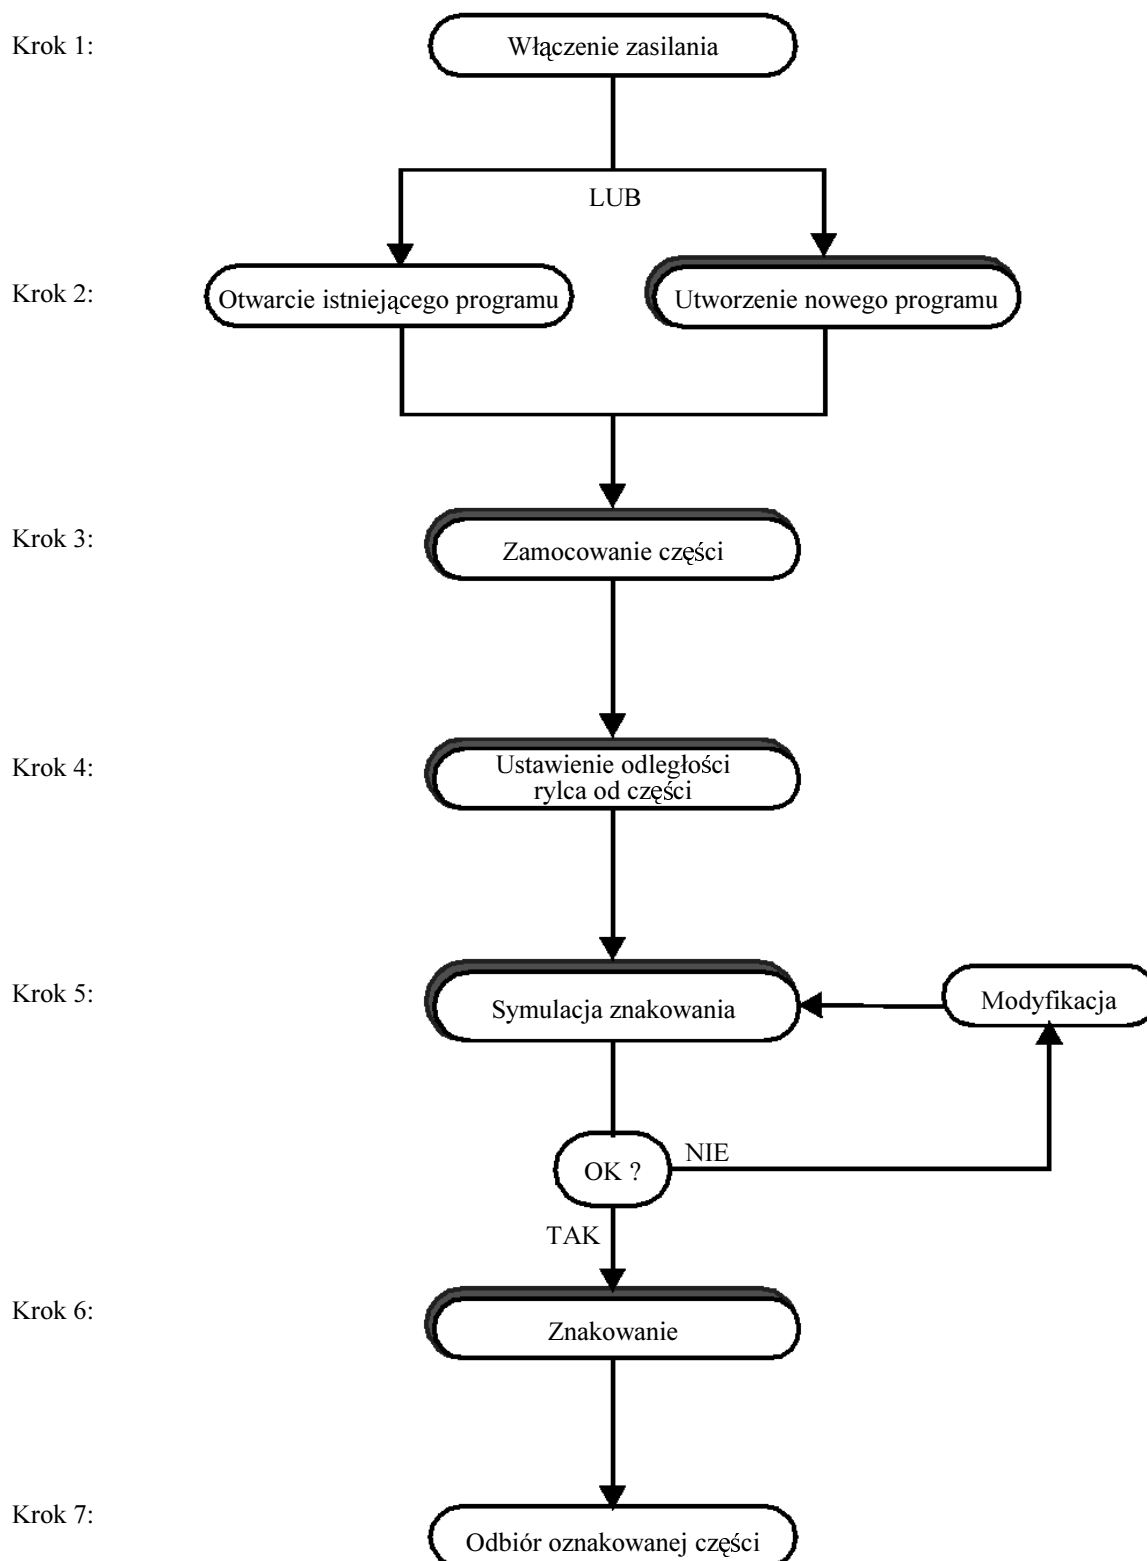 Krok 1:
Włączenie zasilania
LUB
Krok 2:
Otwarcie istniejącego programu
Utworzenie nowego programu
Krok 3:
Zamocowanie części
Krok 4:
Ustawienie odległości
rylca od części
Krok 5:
Symulacja znakowania
Modyfikacja
OK ?
NIE
TAK
Krok 6:
Znakowanie
Krok 7:
Odbiór oznakowanej części